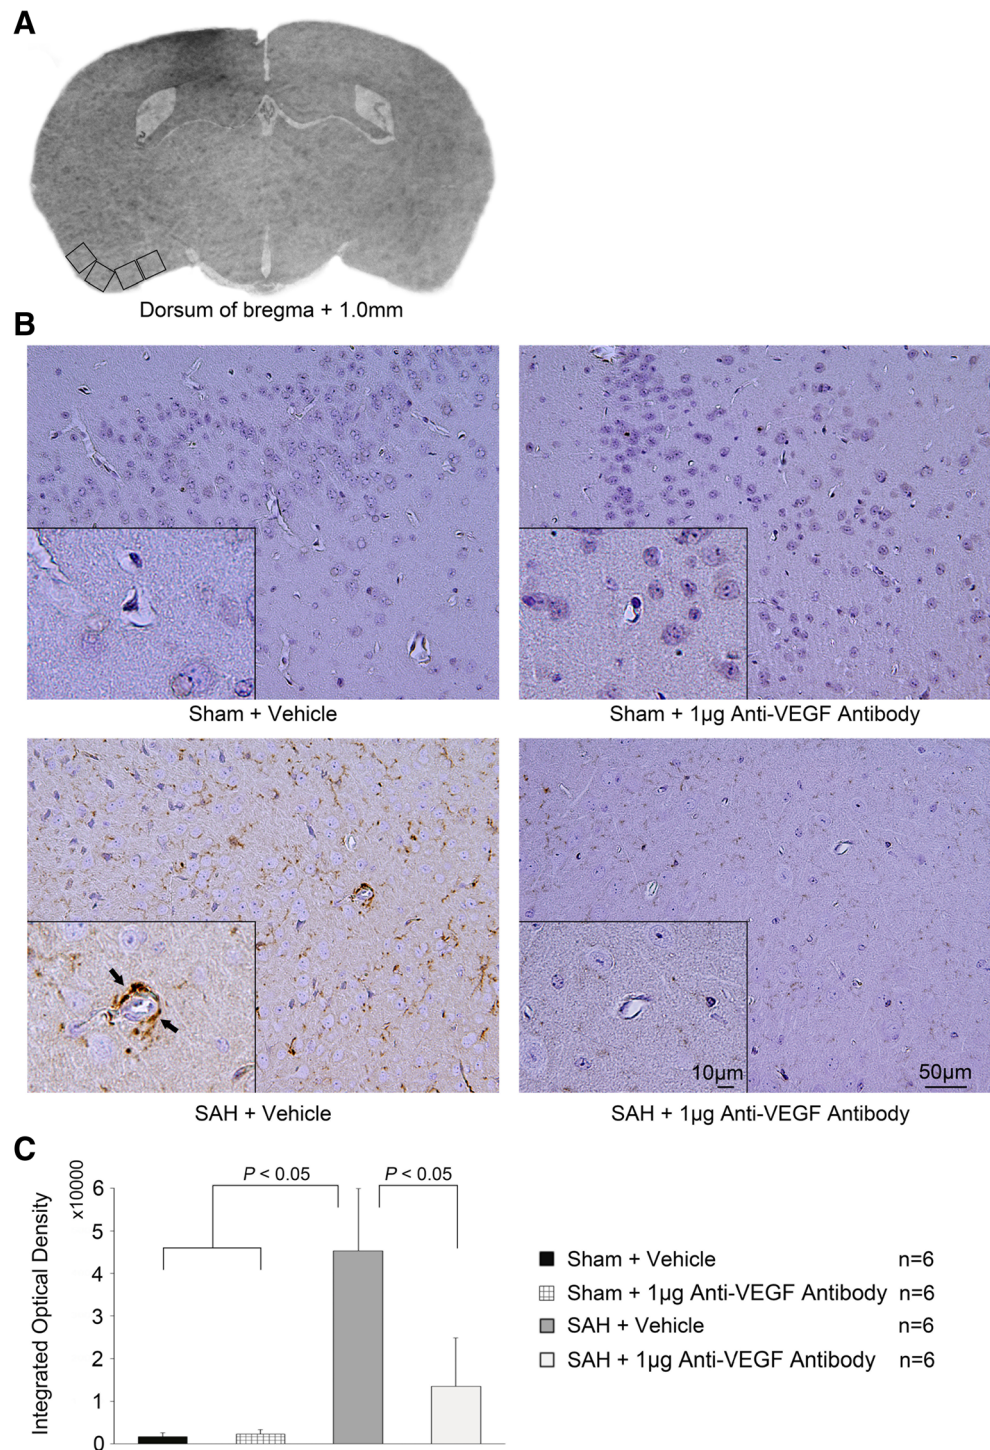 A
Dorsum of bregma + 1.0mm
B
Sham + Vehicle
Sham + 1µg Anti-VEGF Antibody
10µm
50µm
SAH + Vehicle
SAH + 1µg Anti-VEGF Antibody
C
Integrated Optical Density
x10000
6
5
4
3
2
1
0
P < 0.05
P < 0.05
Sham + Vehicle n=6
Sham + 1µg Anti-VEGF Antibody n=6
SAH + Vehicle n=6
SAH + 1µg Anti-VEGF Antibody n=6